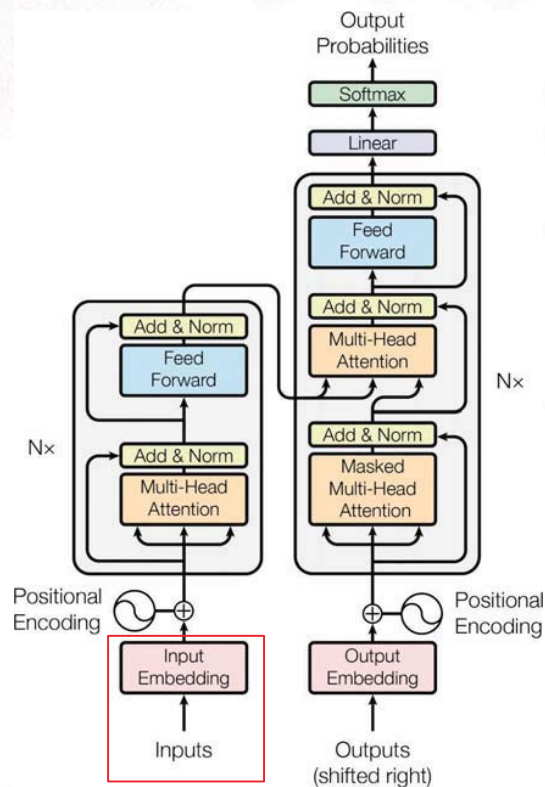 Output
Probabilities
Softmax
Linear
Add & Norm
Feed
Forward
Add & Norm
Multi-Head
Attention
Add & Norm
Masked
Multi-Head
Attention
N×
Add & Norm
Feed
Forward
Add & Norm
Multi-Head
Attention
N×
Positional
Encoding
Input
Embedding
Inputs
Positional
Encoding
Output
Embedding
Outputs
(shifted right)